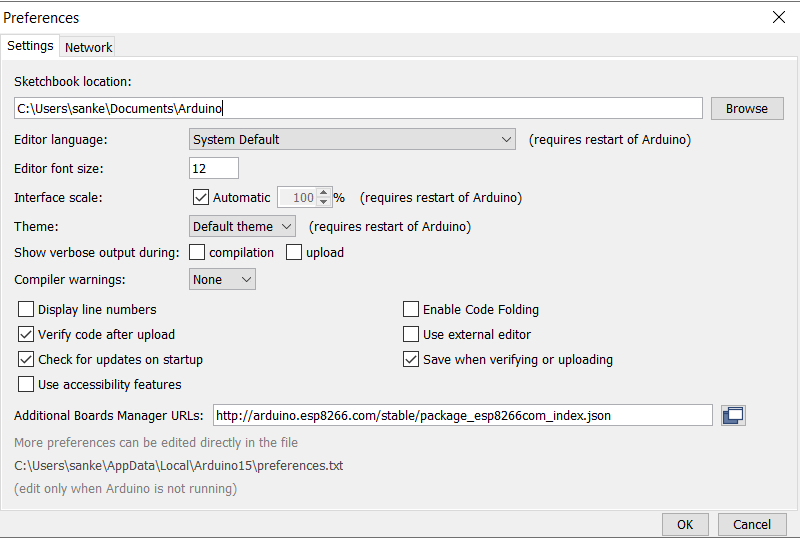 Preferences
Settings Network
Sketchbook location:
C:\Users\sanke\Documents\Arduino Browse
Editor language: System Default (requires restart of Arduino)
Editor font size: 12
Interface scale: Automatic 100 % (requires restart of Arduino)
Theme: Default theme (requires restart of Arduino)
Show verbose output during: compilation upload
Compiler warnings: None
Display line numbers Enable Code Folding
Verify code after upload Use external editor
Check for updates on startup Save when verifying or uploading
Use accessibility features
Additional Boards Manager URLs: http://arduino.esp8266.com/stable/package_esp8266com_index.json
More preferences can be edited directly in the file
C:\Users\sanke\AppData\Local\Arduino15\preferences.txt
(edit only when Arduino is not running)
OK Cancel